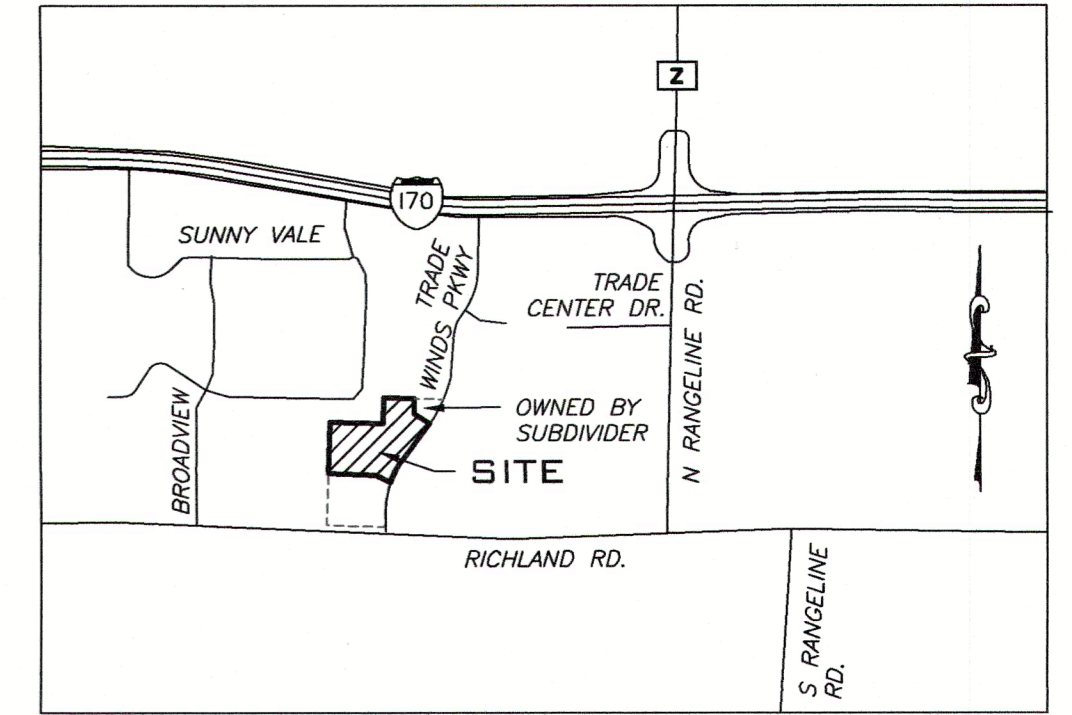 Z
170
SUNNY VALE
TRADE
WINDS PKWY
TRADE
CENTER DR.
N RANGELINE RD.
OWNED BY
SUBDIVIDER
SITE
BROADVIEW
RICHLAND RD.
S RANGELINE
RD.